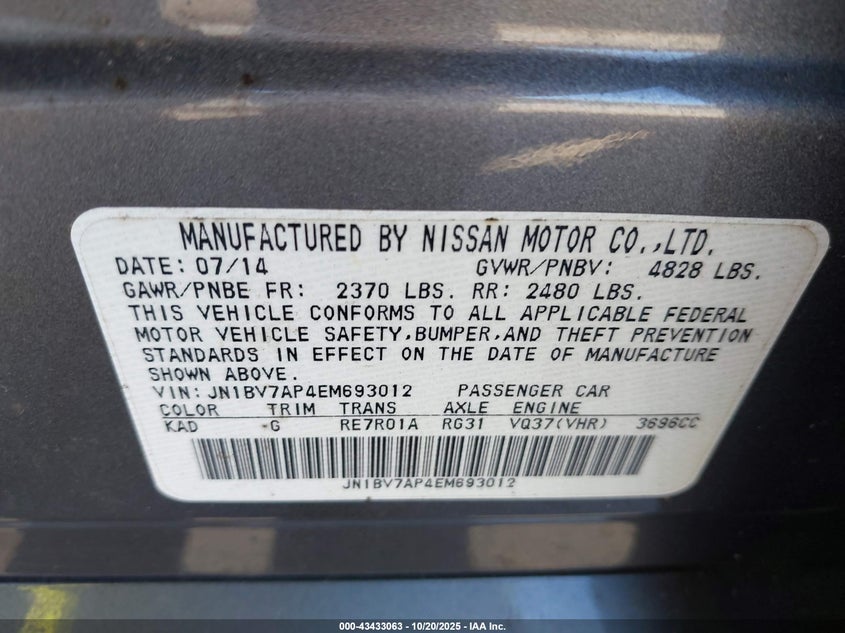 MANUFACTURED BY NISSAN MOTOR CO.,LTD.
DATE: 07/14 GVWR/PNBV: 4828 LBS.
GAWR/PNBE FR: 2370 LBS. RR: 2480 LBS.
THIS VEHICLE CONFORMS TO ALL APPLICABLE FEDERAL
MOTOR VEHICLE SAFETY,BUMPER,AND THEFT PREVENTION
STANDARDS IN EFFECT ON THE DATE OF MANUFACTURE
SHOWN ABOVE.
VIN: JN1BV7AP4EM693012 PASSENGER CAR
COLOR TRIM TRANS AXLE ENGINE
KAD -G RE7R01A RG31 VQ37(VHR) 3696CC
JN1BV7AP4EM693012
000-43433063 - 10/20/2025 - IAA Inc.